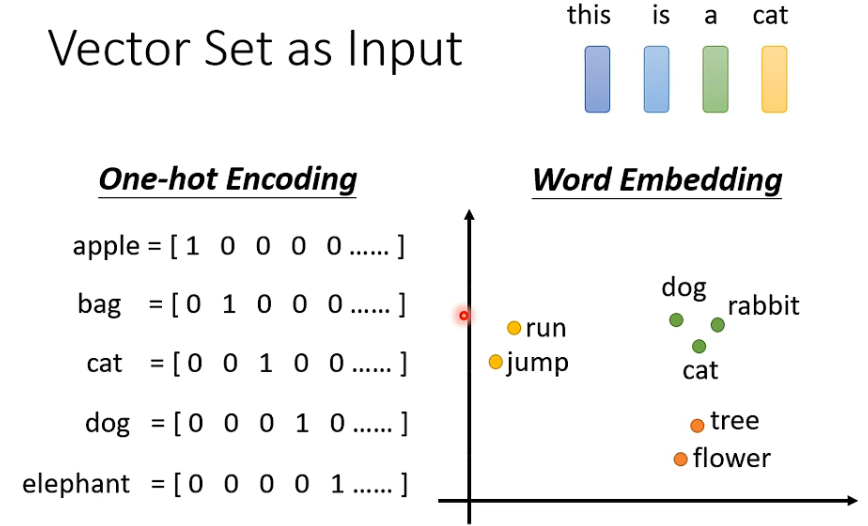 Vector Set as Input
this is a cat
One-hot Encoding
apple = [ 1 0 0 0 0 …… ]
bag = [ 0 1 0 0 0 …… ]
cat = [ 0 0 1 0 0 …… ]
dog = [ 0 0 0 1 0 …… ]
elephant = [ 0 0 0 0 1 …… ]
Word Embedding
dog
rabbit
run
jump
cat
tree
flower